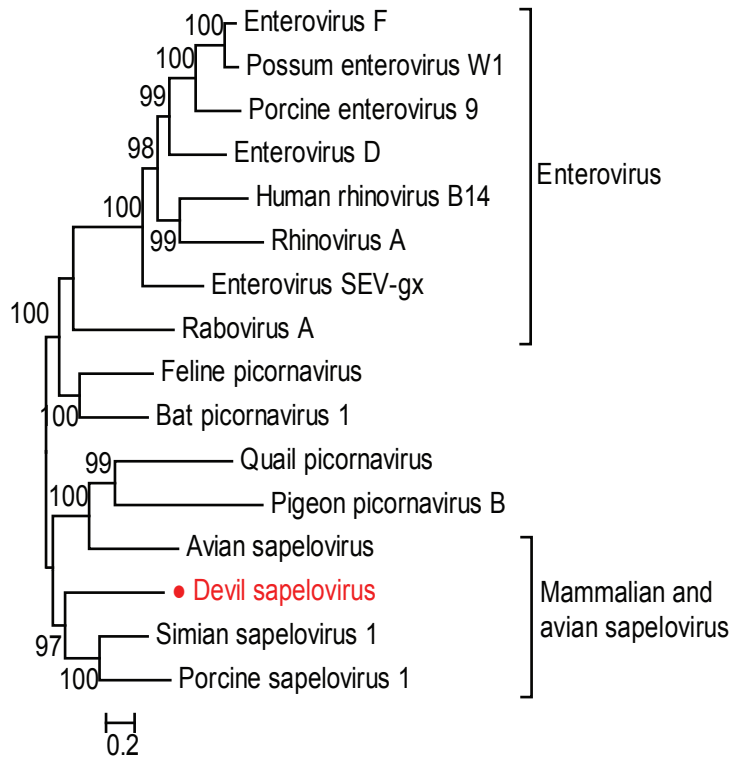 100
Enterovirus F
100
Possum enterovirus W1
99
Porcine enterovirus 9
98
Enterovirus D
Enterovirus
100
Human rhinovirus B14
99
Rhinovirus A
Enterovirus SEV-gx
100
Rabovirus A
Feline picornavirus
100
Bat picornavirus 1
99
Quail picornavirus
100
Pigeon picornavirus B
Avian sapelovirus
Devil sapelovirus
Mammalian and
avian sapelovirus
97
Simian sapelovirus 1
100
Porcine sapelovirus 1
0.2